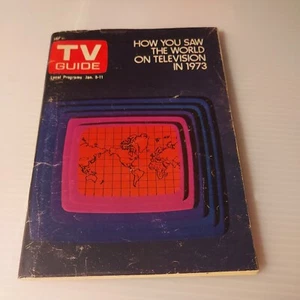 TV
GUIDE
Local Programs Jan. 5-11
HOW YOU SAW
THE WORLD
ON TELEVISION
IN 1973